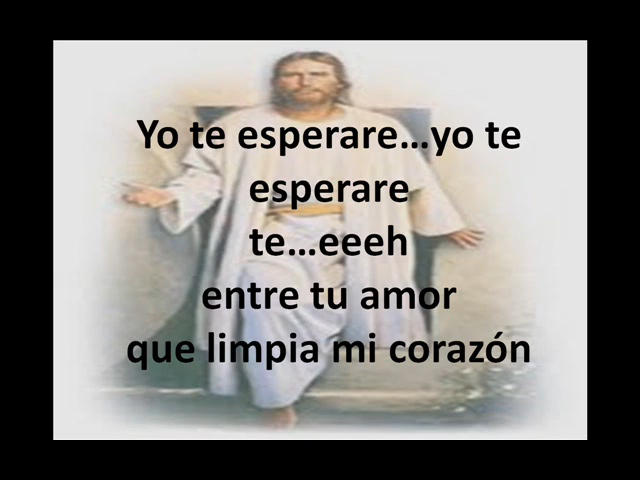 Yo te esperare…yo te
esperare
te…eeeh
entre tu amor
que limpia mi corazón